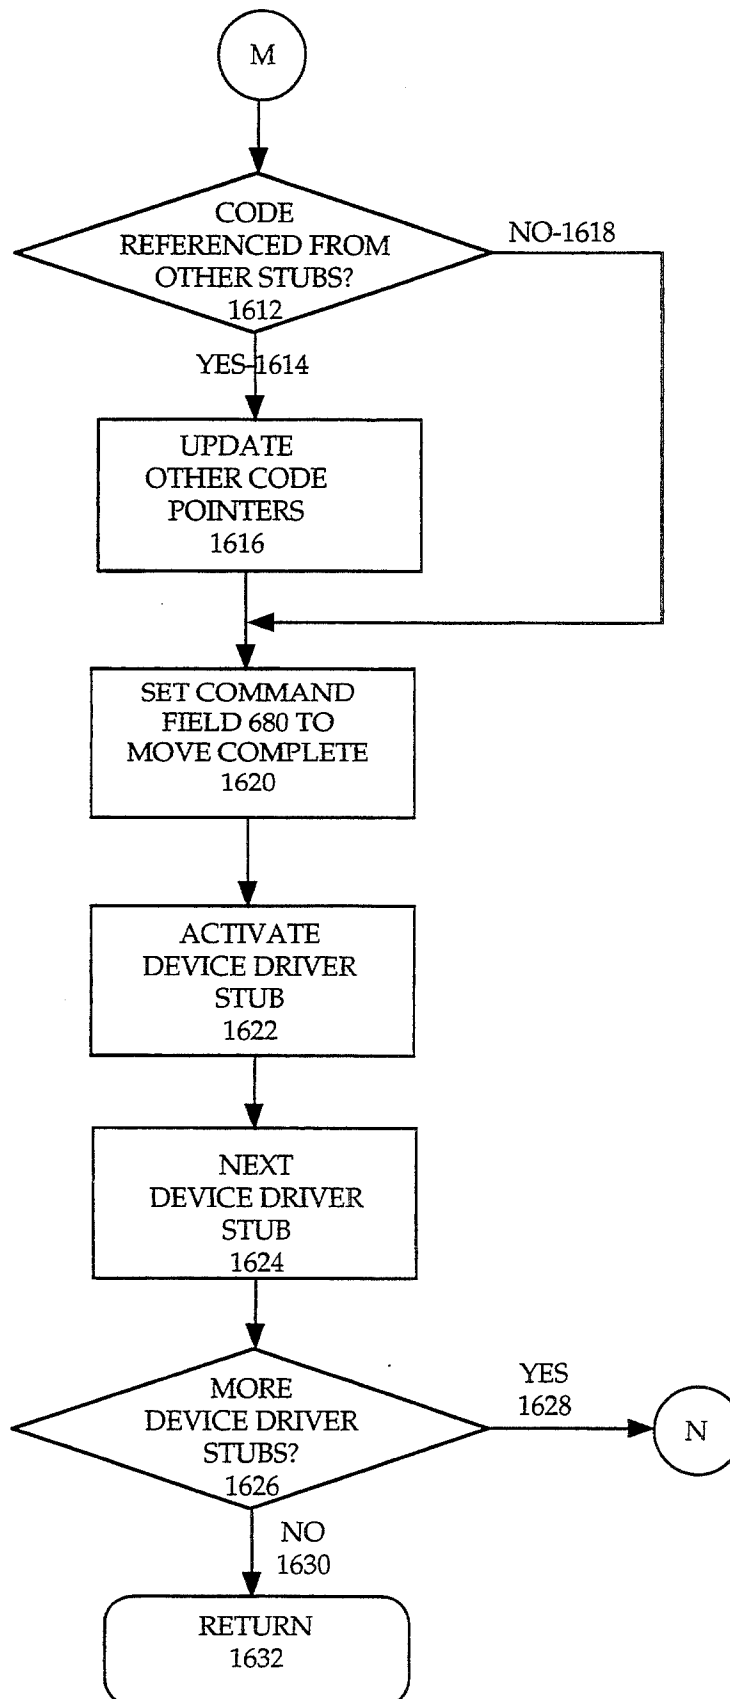 M
CODE
REFERENCED FROM
OTHER STUBS?
1612
NO-1618
YES-1614
UPDATE
OTHER CODE
POINTERS
1616
SET COMMAND
FIELD 680 TO
MOVE COMPLETE
1620
ACTIVATE
DEVICE DRIVER
STUB
1622
NEXT
DEVICE DRIVER
STUB
1624
MORE
DEVICE DRIVER
STUBS?
1626
YES
1628
N
NO
1630
RETURN
1632